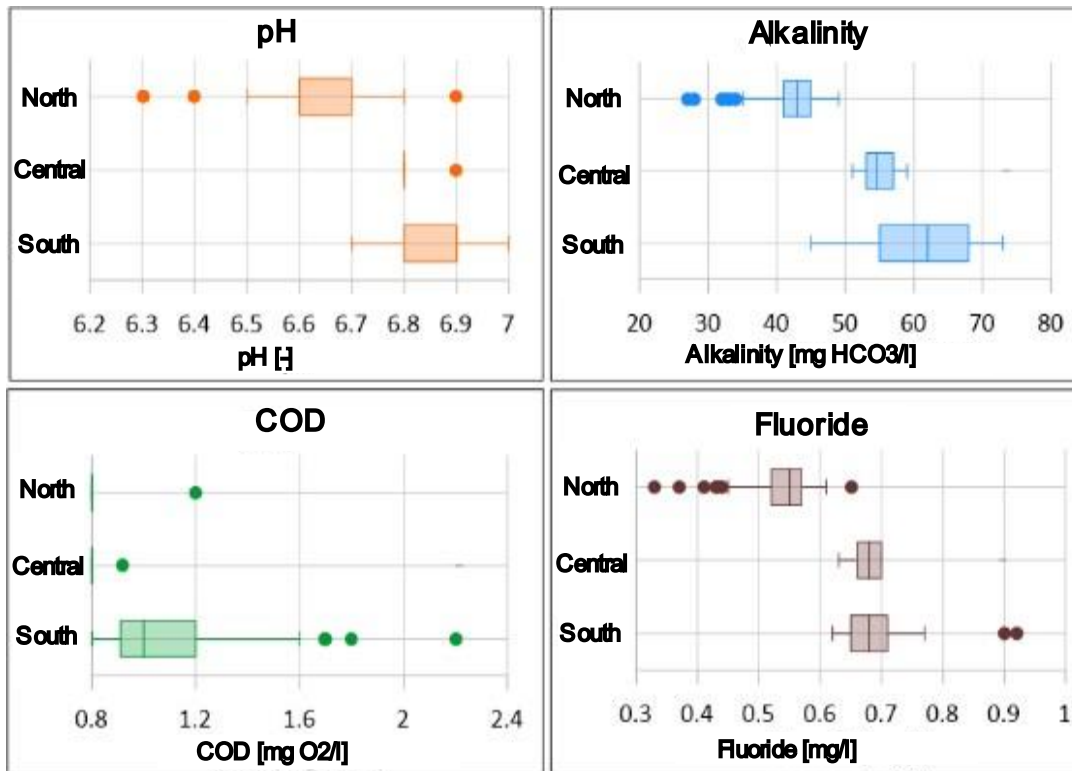 pH
North
Central
South
6.2 6.3 6.4 6.5 6.6 6.7 6.8 6.9 7
pH [-]
Alkalinity
North
Central
South
20 30 40 50 60 70 80
Alkalinity [mg HCO3/l]
COD
North
Central
South
0.8 1.2 1.6 2 2.4
COD [mg O2/l]
Fluoride
North
Central
South
0.3 0.4 0.5 0.6 0.7 0.8 0.9 1
Fluoride [mg/l]